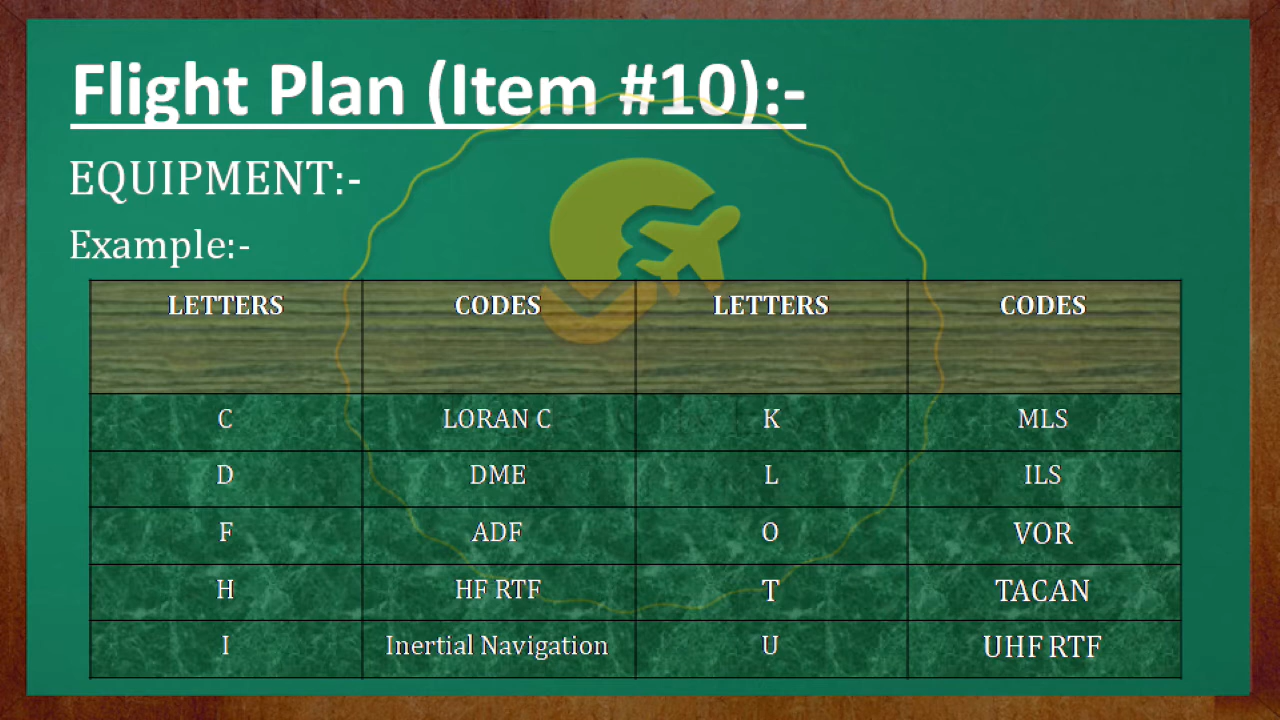 Flight Plan (Item #10):-
EQUIPMENT:-
Example:-
LETTERS CODES LETTERS CODES
C LORAN C K MLS
D DME L ILS
F ADF O VOR
H HF RTF T TACAN
I Inertial Navigation U UHF RTF